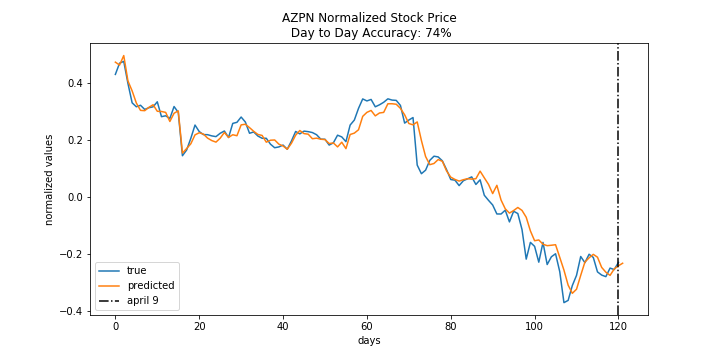 AZPN Normalized Stock Price
Day to Day Accuracy: 74%
normalized values
0.4
0.2
0.0
−0.2
−0.4
true
predicted
april 9
0 20 40 60 80 100 120
days